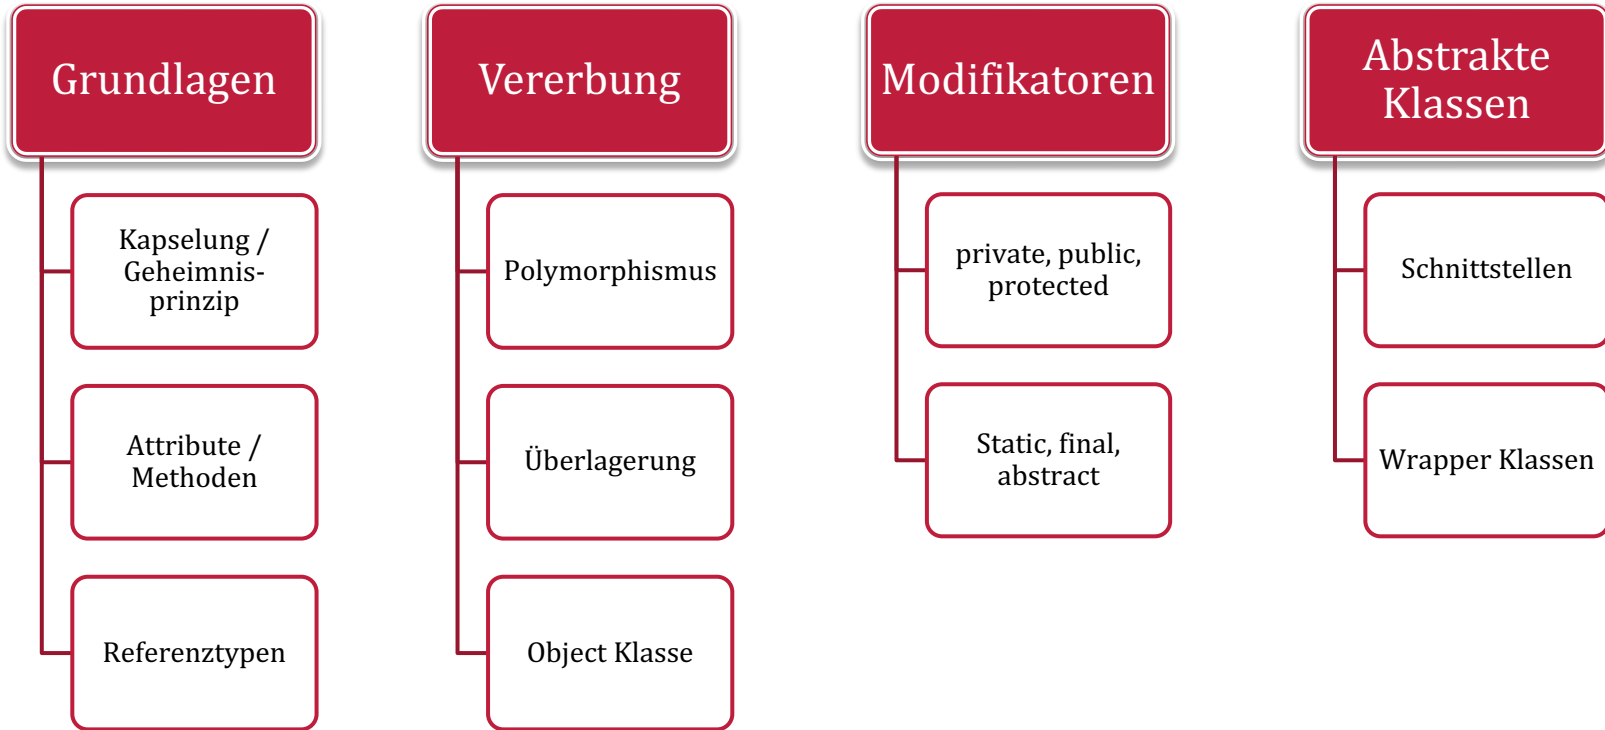 Grundlagen
Kapselung /
Geheimnis-
prinzip
Attribute /
Methoden
Referenztypen
Vererbung
Polymorphismus
Überlagerung
Object Klasse
Modifikatoren
private, public,
protected
Static, final,
abstract
Abstrakte
Klassen
Schnittstellen
Wrapper Klassen